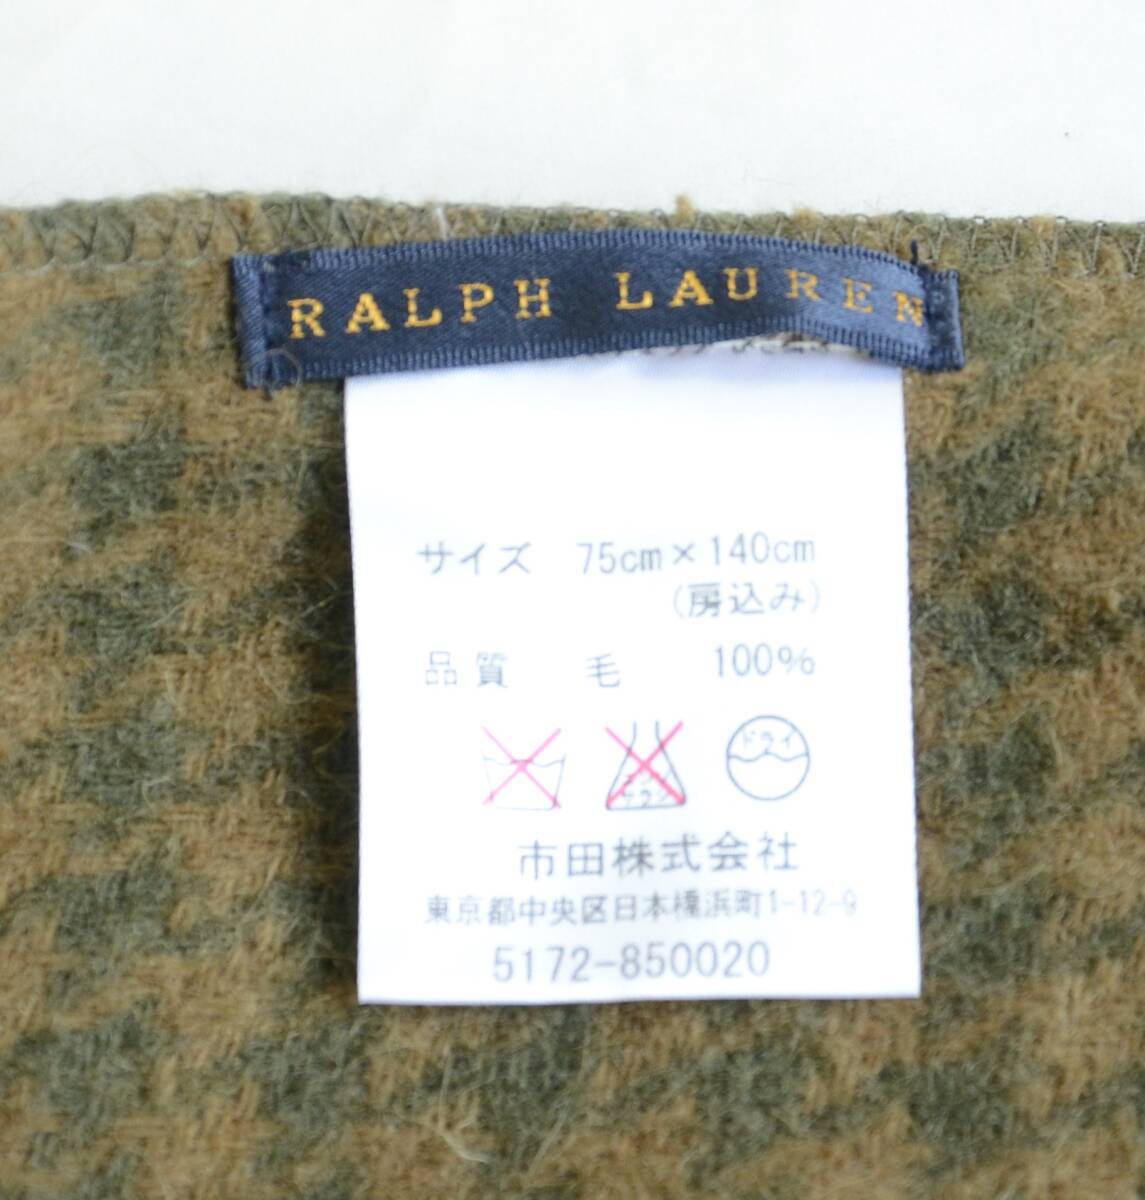 RALPH LAUREN
サイズ 75cm×140cm
(房込み)
品質 毛 100%
ドライ
市田株式会社
東京都中央区日本橋浜町1-12-9
5172-850020